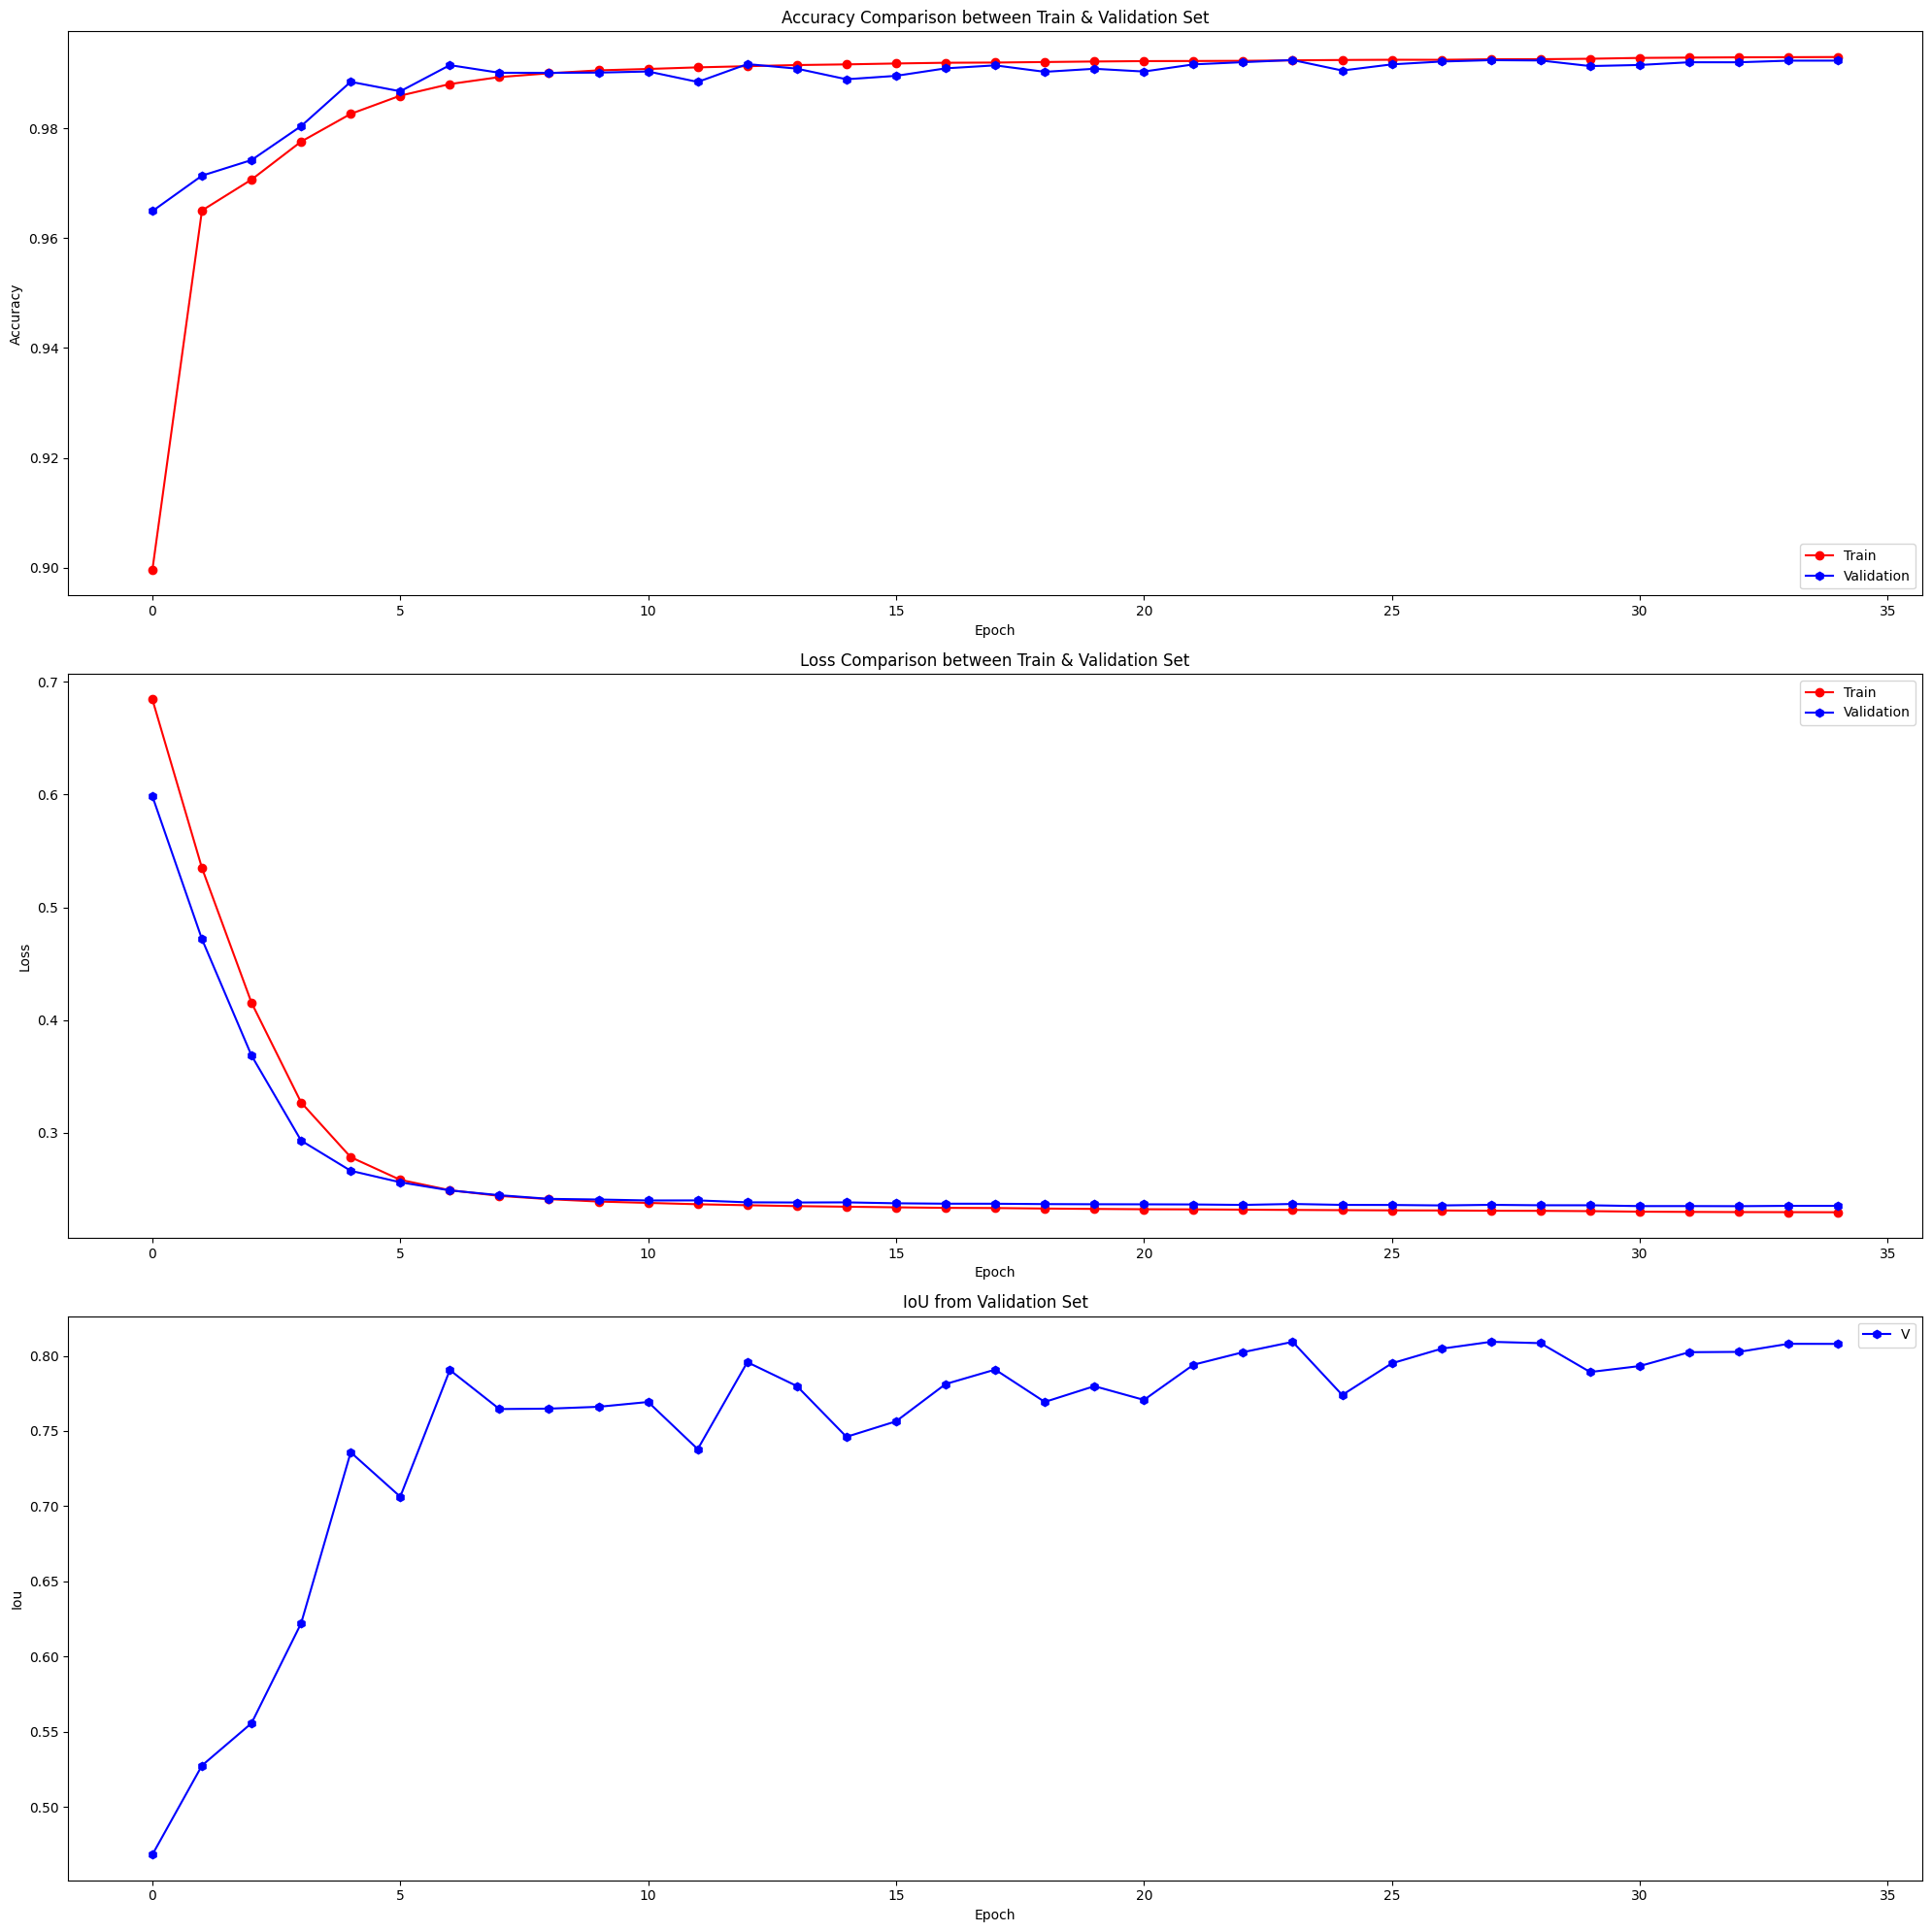 Accuracy Comparison between Train & Validation Set
0.98
0.96
0.94
0.92
0.90
Accuracy
Train
Validation
0 5 10 15 20 25 30 35
Epoch
Loss Comparison between Train & Validation Set
0.7
0.6
0.5
0.4
0.3
Loss
Train
Validation
0 5 10 15 20 25 30 35
Epoch
IoU from Validation Set
V
0.80
0.75
0.70
0.65
0.60
0.55
0.50
Iou
0 5 10 15 20 25 30 35
Epoch